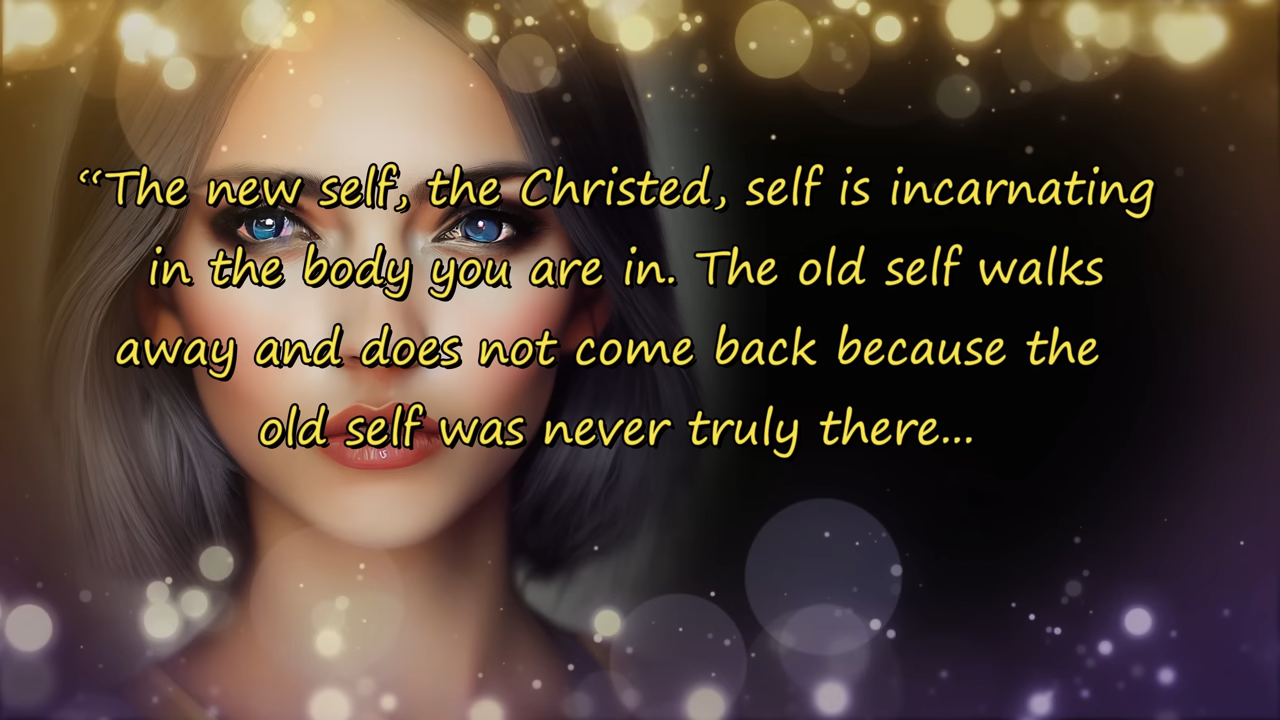 “The new self, the Christed, self is incarnating
in the body you are in. The old self walks
away and does not come back because the
old self was never truly there...